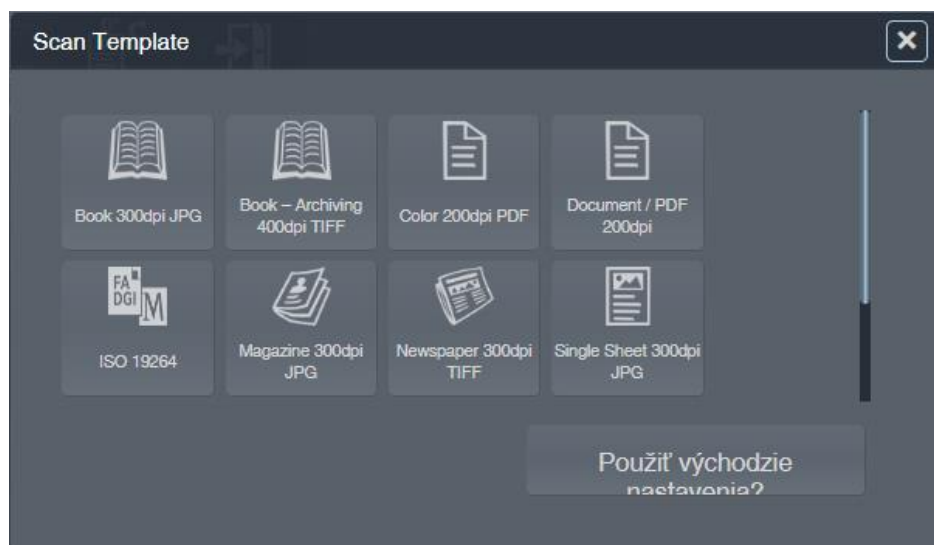 Scan Template
Book 300dpi JPG
Book – Archiving
400dpi TIFF
Color 200dpi PDF
Document / PDF
200dpi
FA
DGI
M
ISO 19264
Magazine 300dpi
JPG
Newspaper 300dpi
TIFF
Single Sheet 300dpi
JPG
Použiť východzie
nastavenia?